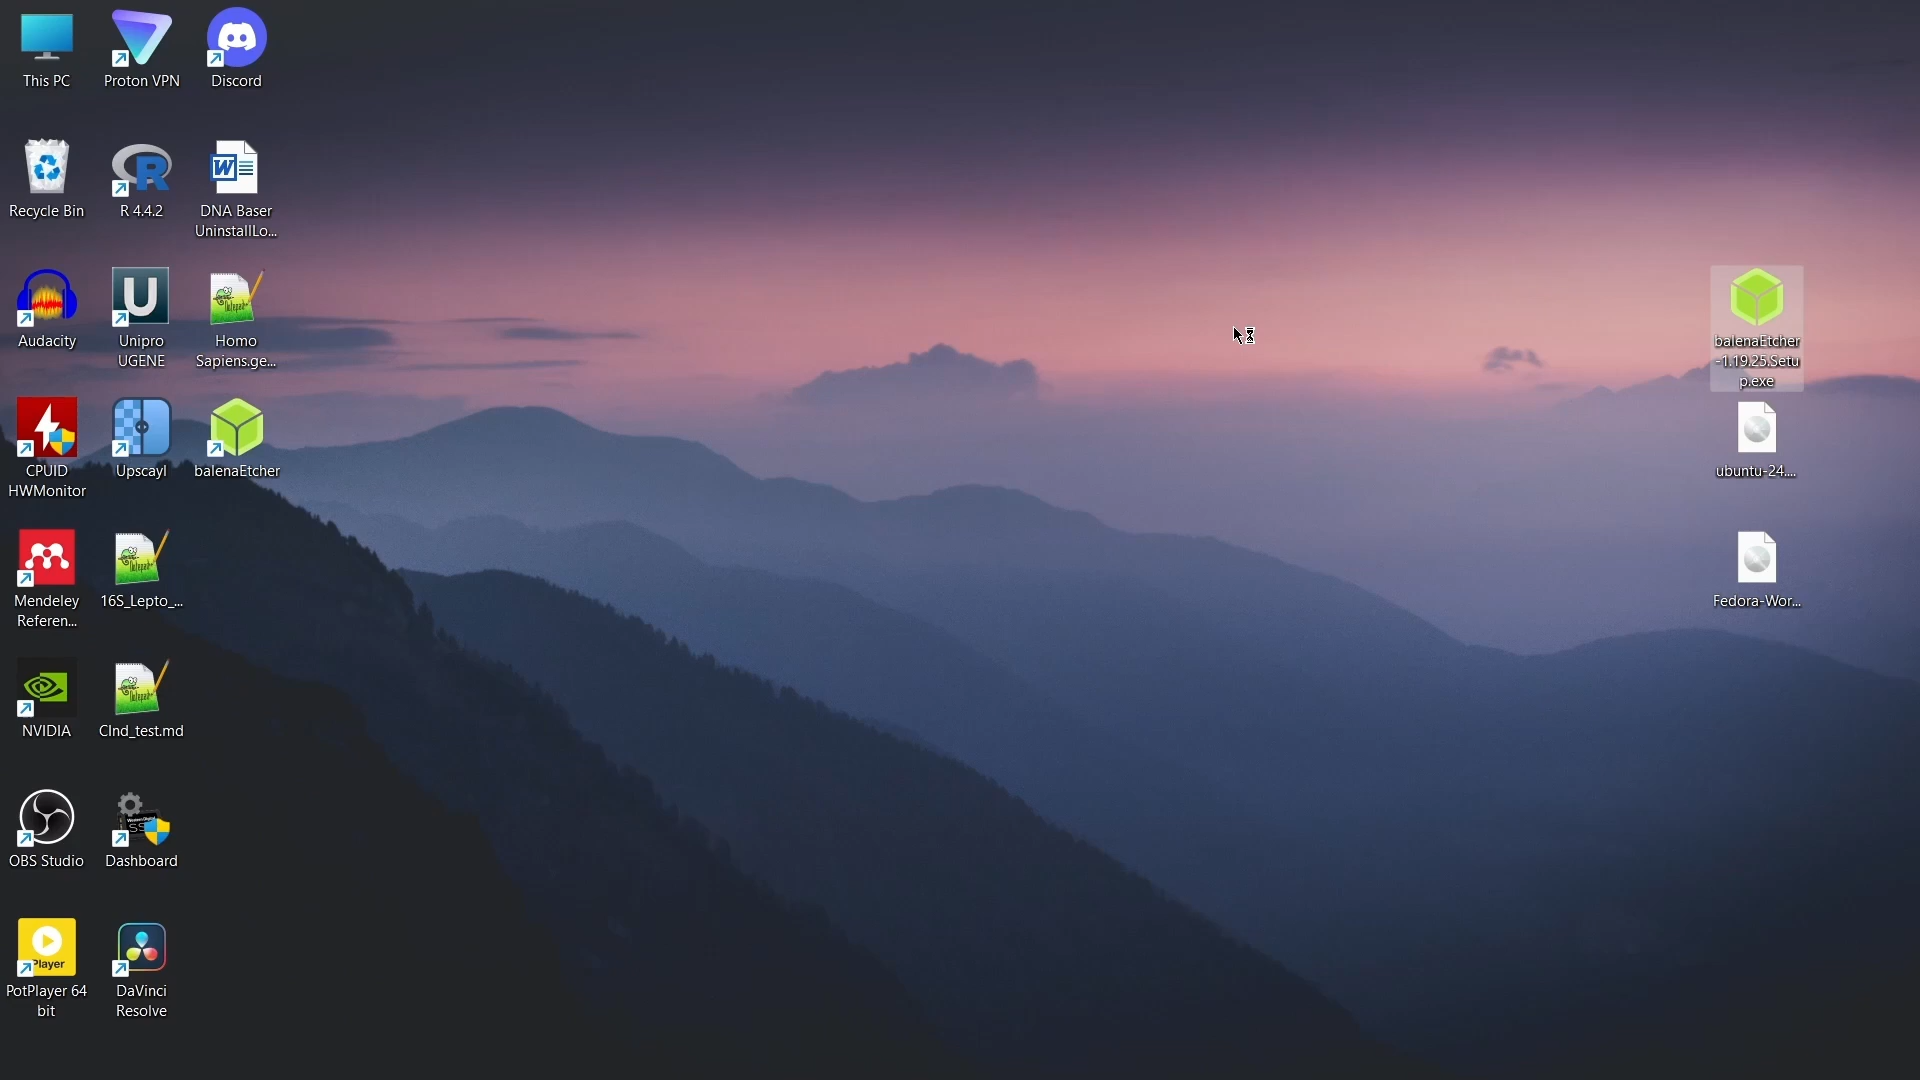 This PC
Proton VPN
Discord
Recycle Bin
R 4.4.2
DNA Baser
UninstallLo...
Audacity
Unipro
UGENE
Homo
Sapiens.ge...
CPUID
HWMonitor
Upscayl
balenaEtcher
Mendeley
Referen...
16S_Lepto_...
NVIDIA
CInd_test.md
OBS Studio
Dashboard
Player
PotPlayer 64
bit
DaVinci
Resolve
balenaEtcher
-1.19.25.Setu
p.exe
ubuntu-24....
Fedora-Wor...